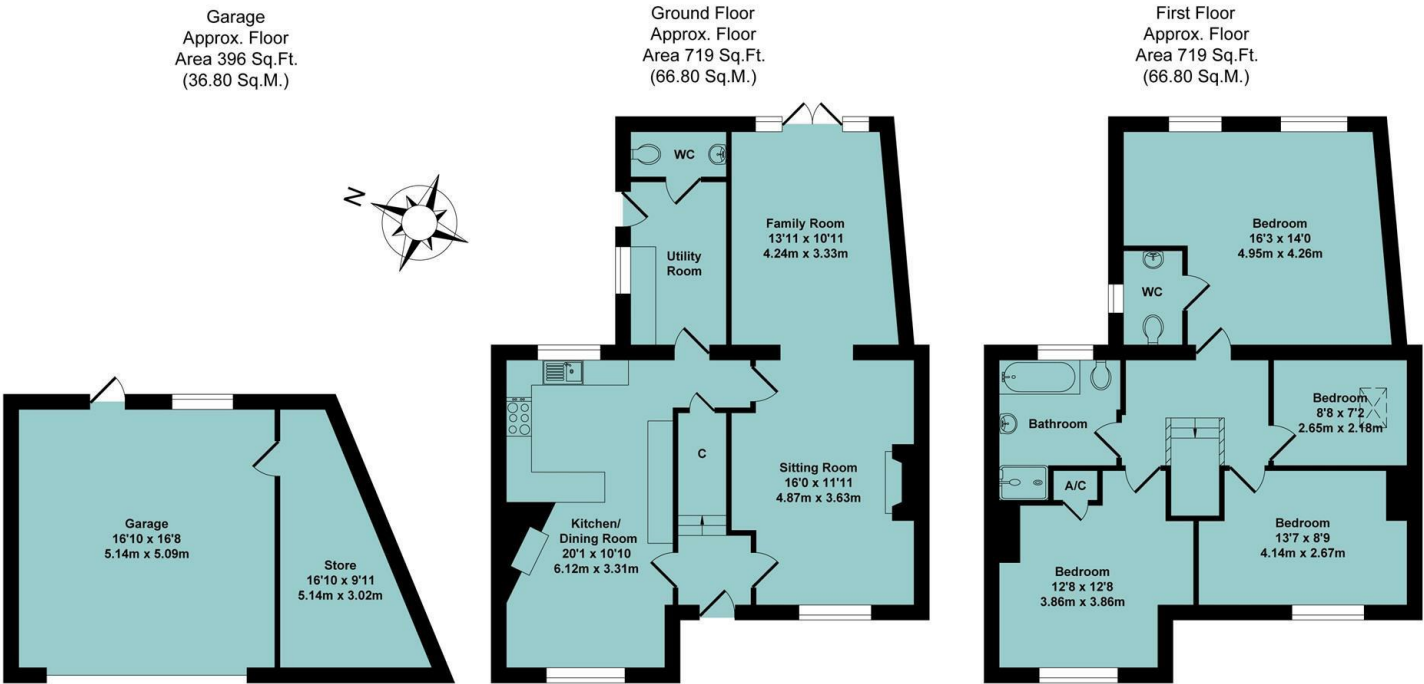 Garage
Approx. Floor
Area 396 Sq.Ft.
(36.80 Sq.M.)
Ground Floor
Approx. Floor
Area 719 Sq.Ft.
(66.80 Sq.M.)
First Floor
Approx. Floor
Area 719 Sq.Ft.
(66.80 Sq.M.)
N
Garage
16'10 x 16'8
5.14m x 5.09m
Store
16'10 x 9'11
5.14m x 3.02m
WC
Utility
Room
Family Room
13'11 x 10'11
4.24m x 3.33m
C
Sitting Room
16'0 x 11'11
4.87m x 3.63m
Kitchen/
Dining Room
20'1 x 10'10
6.12m x 3.31m
Bedroom
16'3 x 14'0
4.95m x 4.26m
WC
Bathroom
Bedroom
8'8 x 7'2
2.65m x 2.18m
A/C
Bedroom
13'7 x 8'9
4.14m x 2.67m
Bedroom
12'8 x 12'8
3.86m x 3.86m